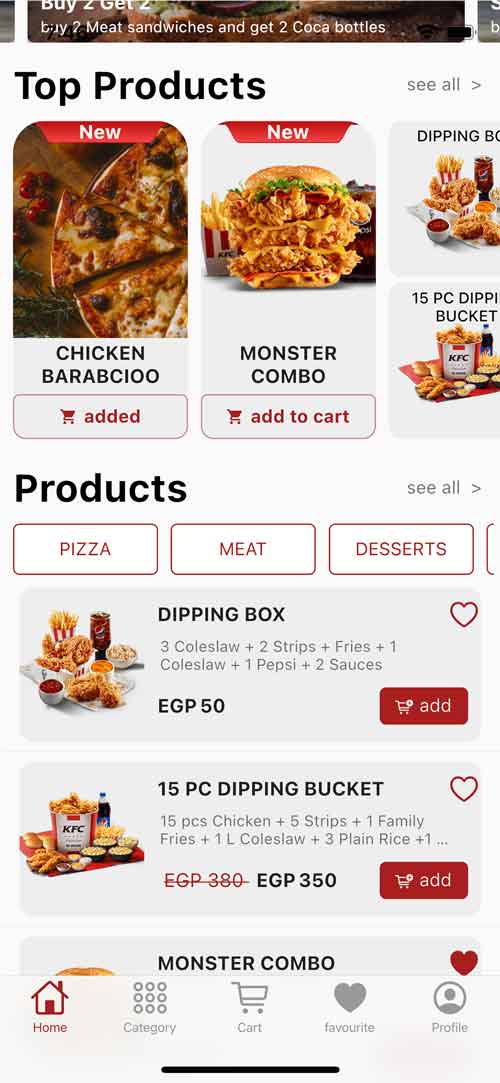 Buy 2 Get 2
buy 2 Meat sandwiches and get 2 Coca bottles
Top Products
see all >
New
CHICKEN
BARABCIOO
added
New
MONSTER
COMBO
add to cart
DIPPING BO
15 PC DIPPI
BUCKET
KFC
Products
see all >
PIZZA
MEAT
DESSERTS
DIPPING BOX
3 Coleslaw + 2 Strips + Fries + 1
Coleslaw + 1 Pepsi + 2 Sauces
EGP 50
add
15 PC DIPPING BUCKET
15 pcs Chicken + 5 Strips + 1 Family
Fries + 1 L Coleslaw + 3 Plain Rice +1 ...
EGP 380 EGP 350
add
KFC
MONSTER COMBO
Home
Category
Cart
favourite
Profile